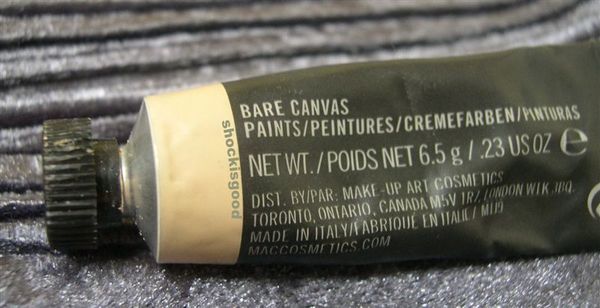 BARE CANVAS
PAINTS/PEINTURES/CREMEFARBEN/PINTURAS
NET WT./POIDS NET 6.5 g / .23 US OZ e
DIST. BY/PAR: MAKE-UP ART COSMETICS
TORONTO, ONTARIO, CANADA M5V 1R7/LONDON W1K 3BQ.
MADE IN ITALY/FABRIQUÉ EN ITALIE/ M119
MACCOSMETICS.COM
shockisgood